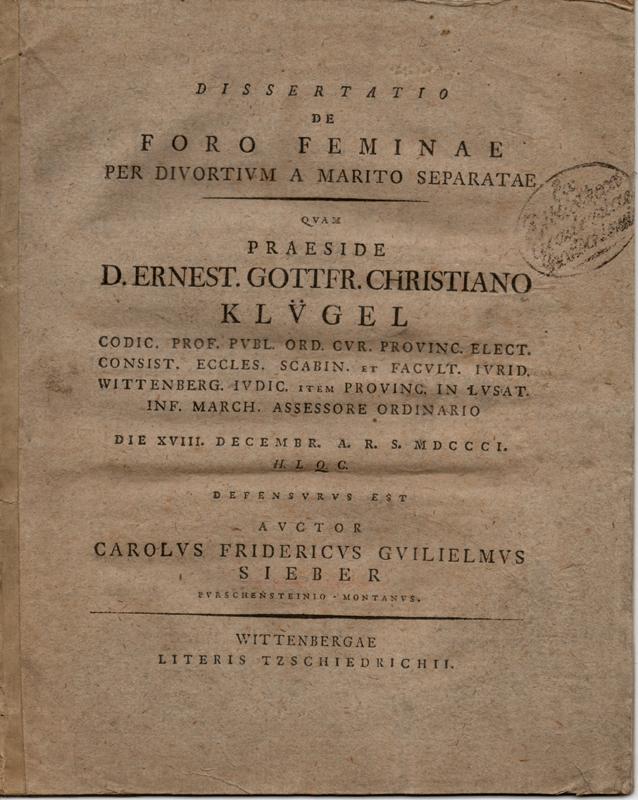 DISSERTATIO
DE
FORO FEMINAE
PER DIVORTIVM A MARITO SEPARATAE
QVAM
PRAESIDE
D. ERNEST. GOTTFR. CHRISTIANO
KLV̈GEL
CODIC. PROF. PVBL. ORD. CVR. PROVINC. ELECT.
CONSIST. ECCLES. SCABIN. ET FACVLT. IVRID.
WITTENBERG. IVDIC. ITEM PROVINC. IN LVSAT.
INF. MARCH. ASSESSORE ORDINARIO
DIE XVIII. DECEMBR. A. R. S. MDCCCI.
H. L. Q. C.
DEFENSVRVS EST
AVCTOR
CAROLVS FRIDERICVS GVILIELMVS
SIEBER
PVRSCHENSTEINIO-MONTANVS.
WITTENBERGAE
LITERIS TZSCHIEDRICHII.